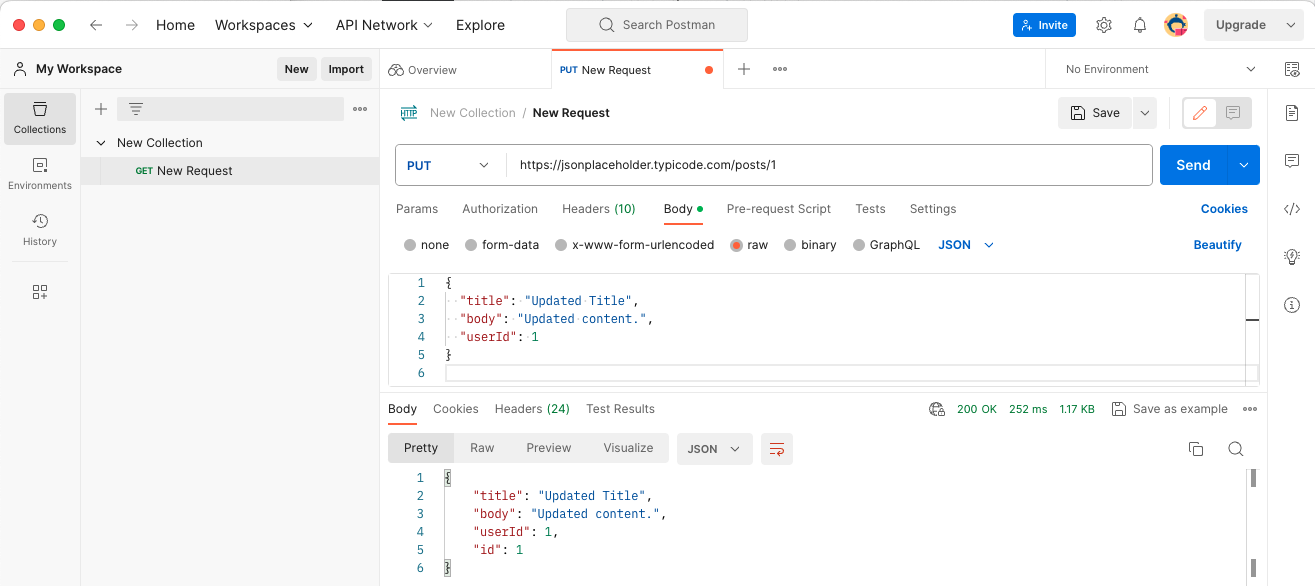 Home Workspaces API Network Explore Search Postman Invite Upgrade
My Workspace New Import Overview PUT New Request No Environment
Collections
Environments
History
New Collection
GET New Request
HTTP New Collection / New Request Save
PUT https://jsonplaceholder.typicode.com/posts/1 Send
Params Authorization Headers (10) Body Pre-request Script Tests Settings Cookies
none form-data x-www-form-urlencoded raw binary GraphQL JSON Beautify
1 {
2 "title": "Updated Title",
3 "body": "Updated content.",
4 "userId": 1
5 }
6
Body Cookies Headers (24) Test Results 200 OK 252 ms 1.17 KB Save as example
Pretty Raw Preview Visualize JSON
1 {
2 "title": "Updated Title",
3 "body": "Updated content.",
4 "userId": 1,
5 "id": 1
6 }